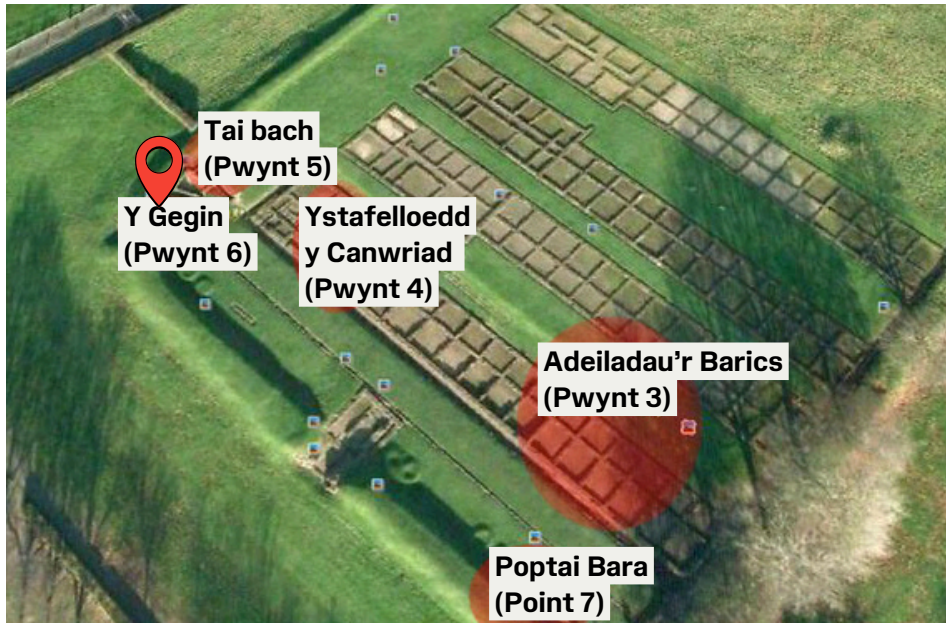 Tai bach
(Pwynt 5)
Y Gegin
(Pwynt 6)
Ystafelloedd
y Canwriad
(Pwynt 4)
Adeiladau'r Barics
(Pwynt 3)
Poptai Bara
(Point 7)